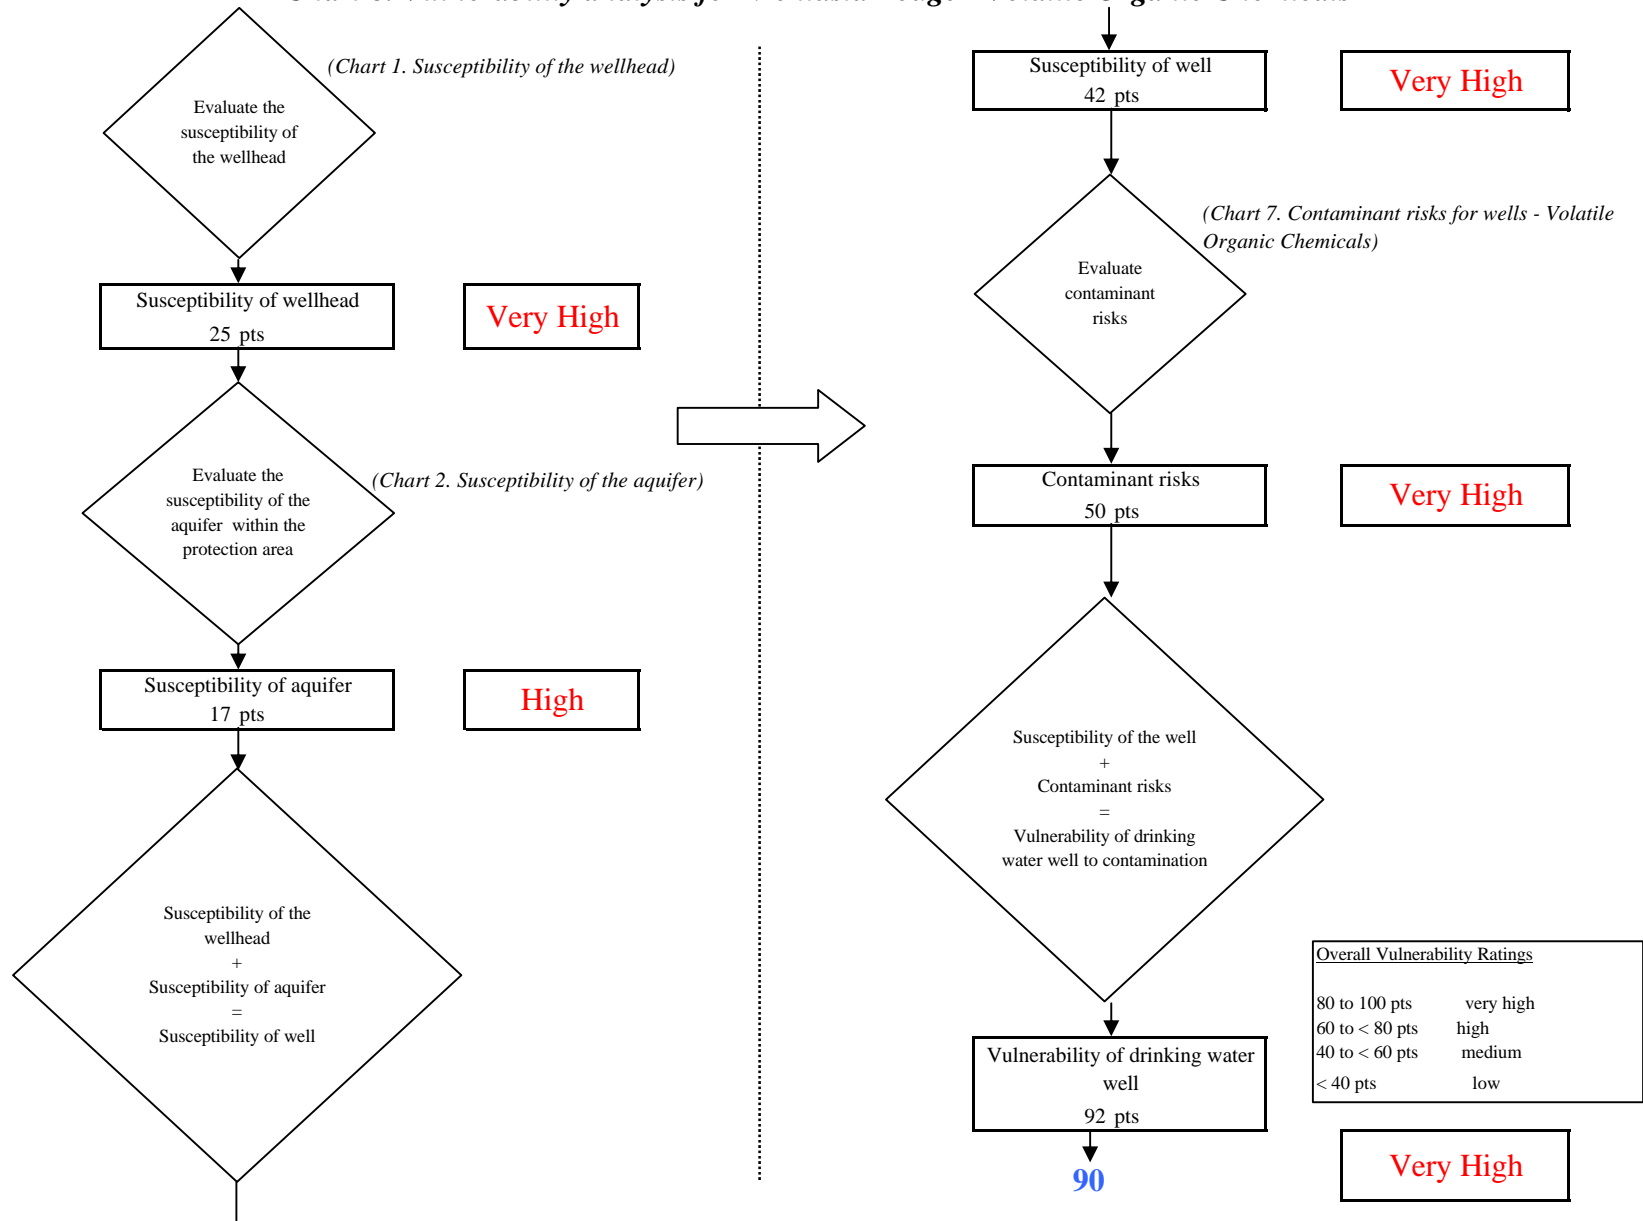 (Chart 1. Susceptibility of the wellhead)
Evaluate the
susceptibility of
the wellhead
Susceptibility of wellhead
25 pts
Very High
Evaluate the
susceptibility of the
aquifer within the
protection area
(Chart 2. Susceptibility of the aquifer)
Susceptibility of aquifer
17 pts
High
Susceptibility of the
wellhead
+
Susceptibility of aquifer
=
Susceptibility of well
Susceptibility of well
42 pts
Very High
(Chart 7. Contaminant risks for wells - Volatile
Organic Chemicals)
Evaluate
contaminant
risks
Contaminant risks
50 pts
Very High
Susceptibility of the well
+
Contaminant risks
=
Vulnerability of drinking
water well to contamination
Overall Vulnerability Ratings
80 to 100 pts very high
60 to < 80 pts high
40 to < 60 pts medium
< 40 pts low
Vulnerability of drinking water
well
92 pts
90
Very High